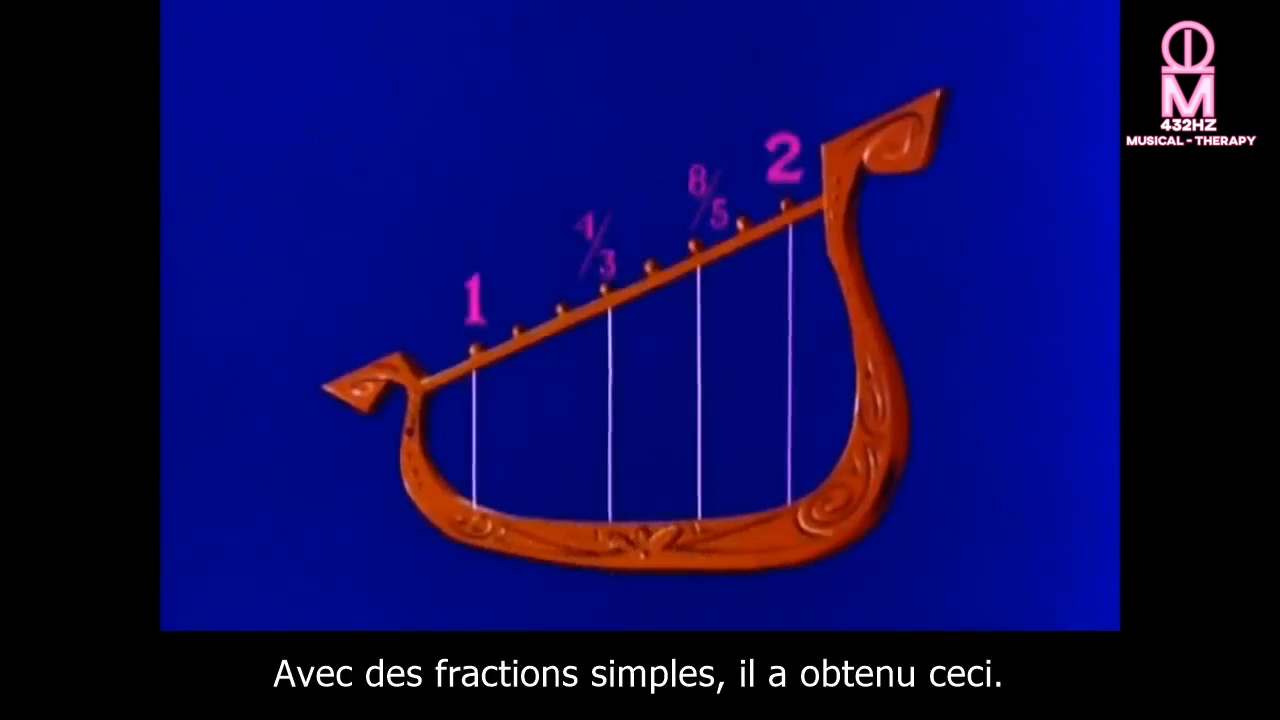 2
8/5
4/3
1
M
432HZ
MUSICAL - THERAPY
Avec des fractions simples, il a obtenu ceci.